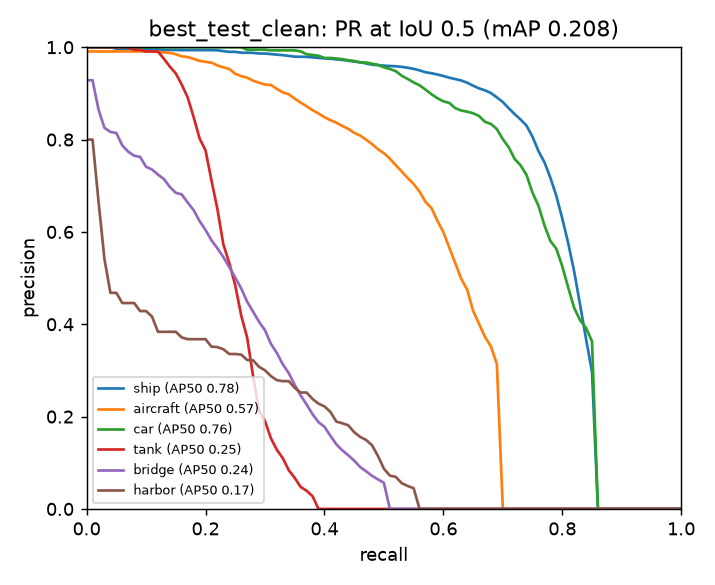 best_test_clean: PR at IoU 0.5 (mAP 0.208)
precision
1.0
0.8
0.6
0.4
0.2
0.0
ship (AP50 0.78)
aircraft (AP50 0.57)
car (AP50 0.76)
tank (AP50 0.25)
bridge (AP50 0.24)
harbor (AP50 0.17)
0.0 0.2 0.4 0.6 0.8 1.0
recall